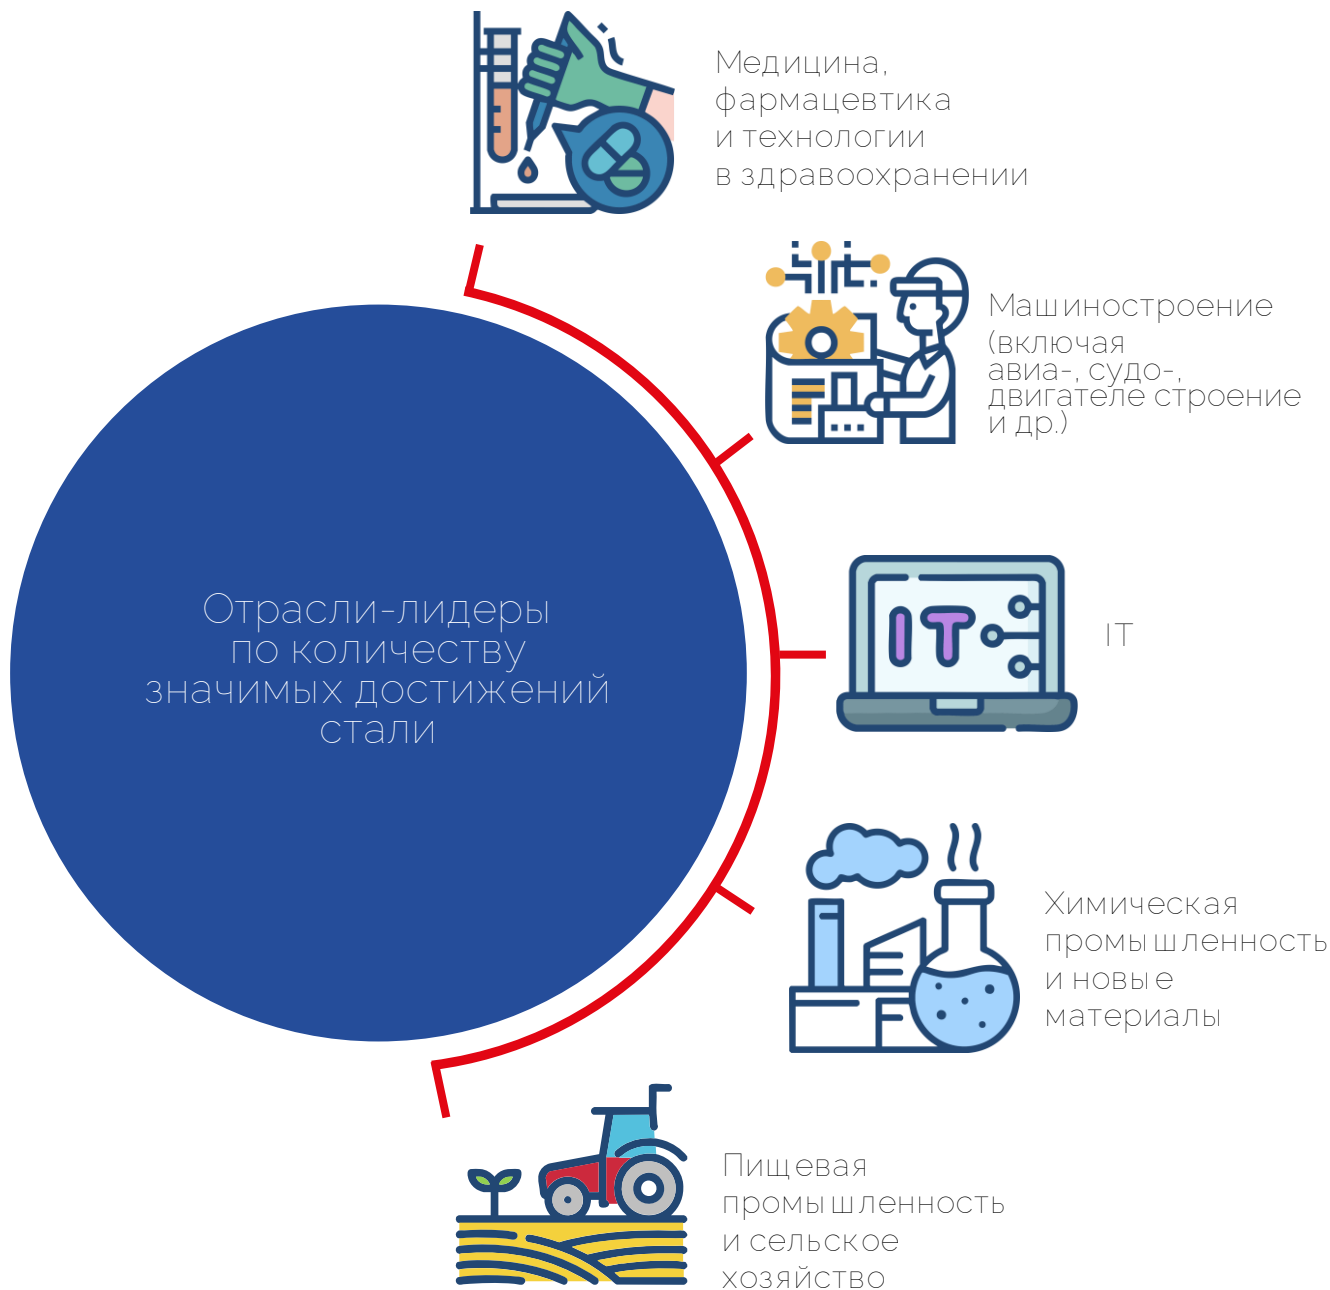 Медицина,
фармацевтика
и технологии
в здравоохранении
Машиностроение
(включая
авиа-, судо-,
двигателе строение
и др.)
Отрасли-лидеры
по количеству
значимых достижений
стали
IT
IT
Химическая
промышленность
и новые
материалы
Пищевая
промышленность
и сельское
хозяйство